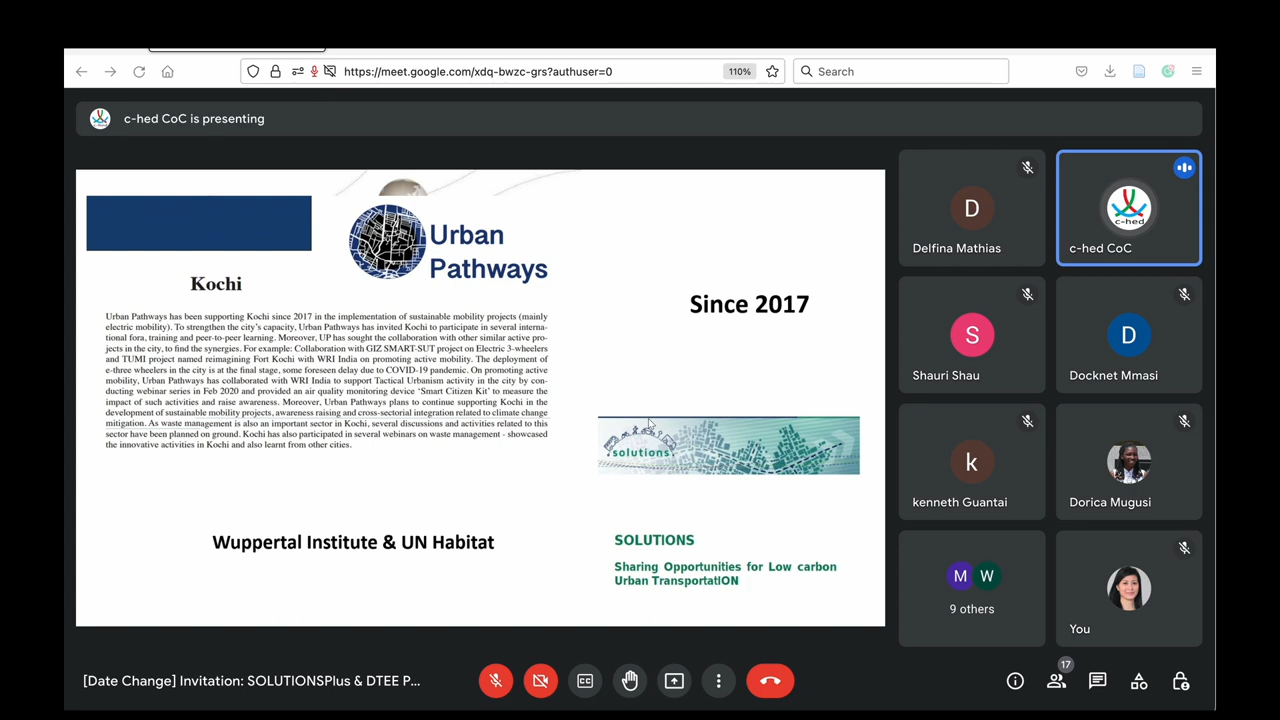 https://meet.google.com/xdq-bwzc-grs?authuser=0
110%
Search
c-hed CoC is presenting
Urban
Pathways
Kochi
Urban Pathways has been supporting Kochi since 2017 in the implementation of sustainable mobility projects (mainly
electric mobility). To strengthen the city's capacity, Urban Pathways has invited Kochi to participate in several interna-
tional fora, training and peer-to-peer learning. Moreover, UP has sought the collaboration with other similar active pro-
jects in the city, to find the synergies. For example: Collaboration with GIZ SMART-SUT project on Electric 3-wheelers
and TUMI project named reimagining Fort Kochi with WRI India on promoting active mobility. The deployment of
e-three wheelers in the city is at the final stage, some foreseen delay due to COVID-19 pandemic. On promoting active
mobility, Urban Pathways has collaborated with WRI India to support Tactical Urbanism activity in the city by con-
ducting webinar series in Feb 2020 and provided an air quality monitoring device 'Smart Citizen Kit' to measure the
impact of such activities and raise awareness. Moreover, Urban Pathways plans to continue supporting Kochi in the
development of sustainable mobility projects, awareness raising and cross-sectorial integration related to climate change
mitigation. As waste management is also an important sector in Kochi, several discussions and activities related to this
sector have been planned on ground. Kochi has also participated in several webinars on waste management - showcased
the innovative activities in Kochi and also learnt from other cities.
Wuppertal Institute & UN Habitat
Since 2017
.solutions.
SOLUTIONS
Sharing Opportunities for Low carbon
Urban TransportatION
D
Delfina Mathias
c-hed
c-hed CoC
S
Shauri Shau
D
Docknet Mmasi
k
kenneth Guantai
Dorica Mugusi
M W
9 others
You
[Date Change] Invitation: SOLUTIONSPlus & DTEE P...
CC
17